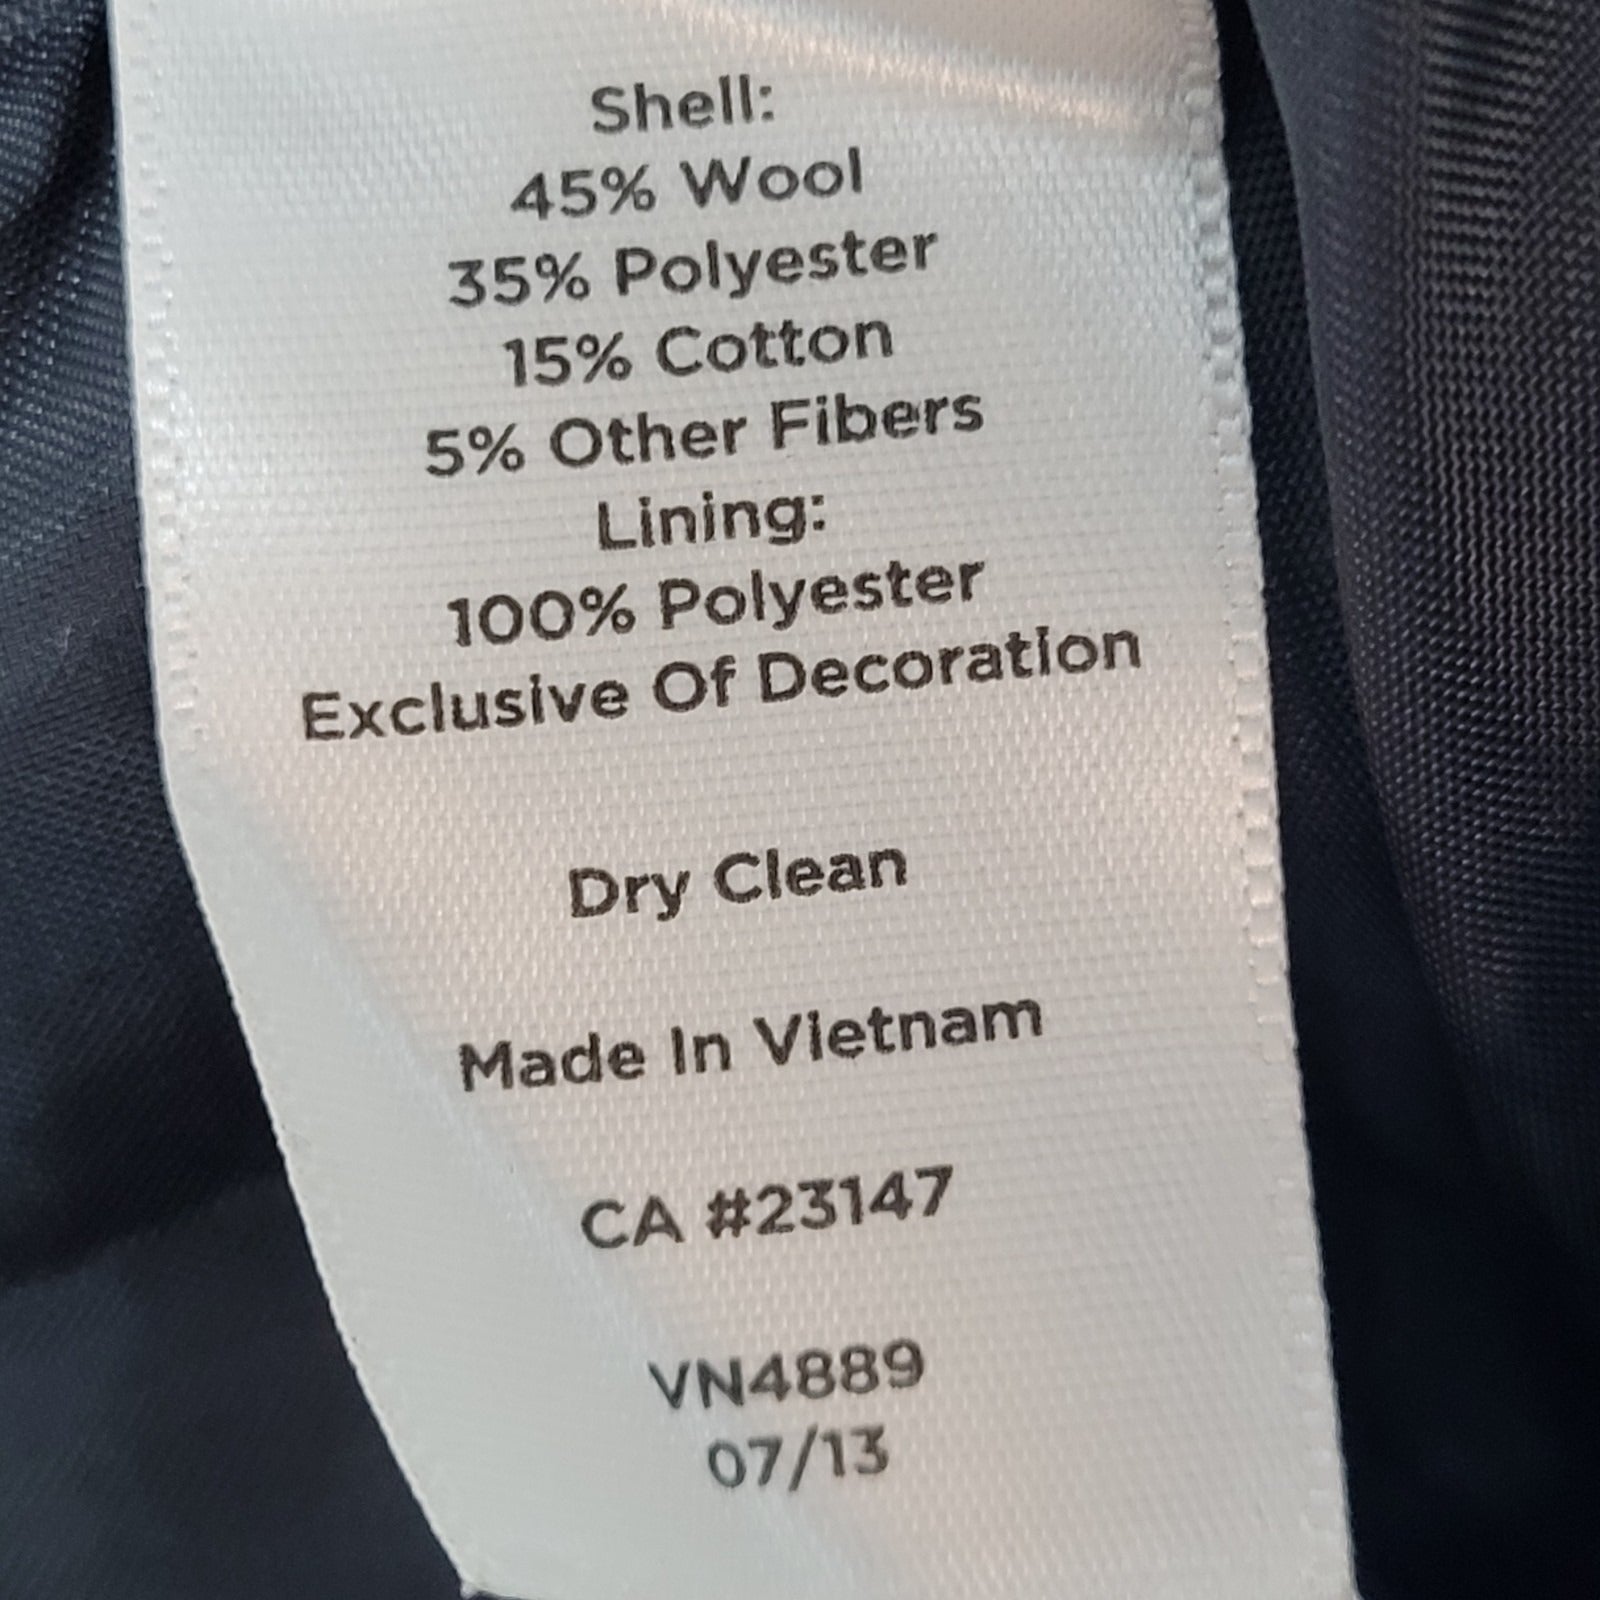 Shell:
45% Wool
35% Polyester
15% Cotton
5% Other Fibers
Lining:
100% Polyester
Exclusive Of Decoration
Dry Clean
Made In Vietnam
CA #23147
VN4889
07/13